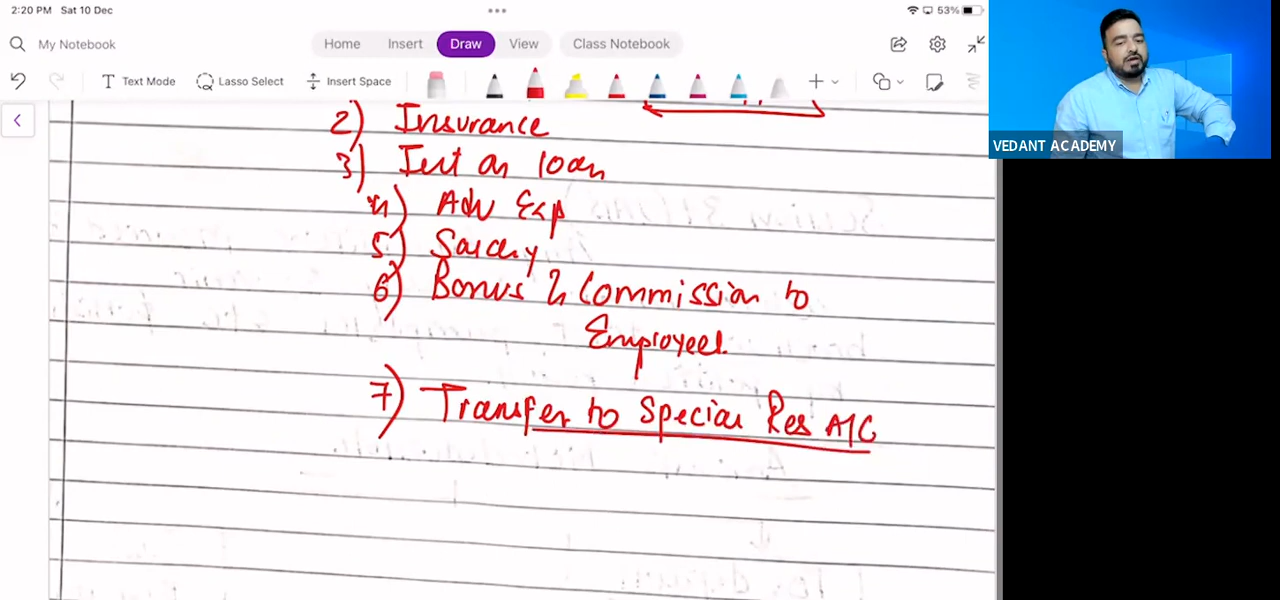 2:20 PM Sat 10 Dec
53%
My Notebook
Home Insert Draw View Class Notebook
Text Mode Lasso Select Insert Space
VEDANT ACADEMY
2) Insurance
3) Int on loan
4) Adv Exp
5) Salary
6) Bonus & Commission to
Employees
7) Transfer to Special Res A/C